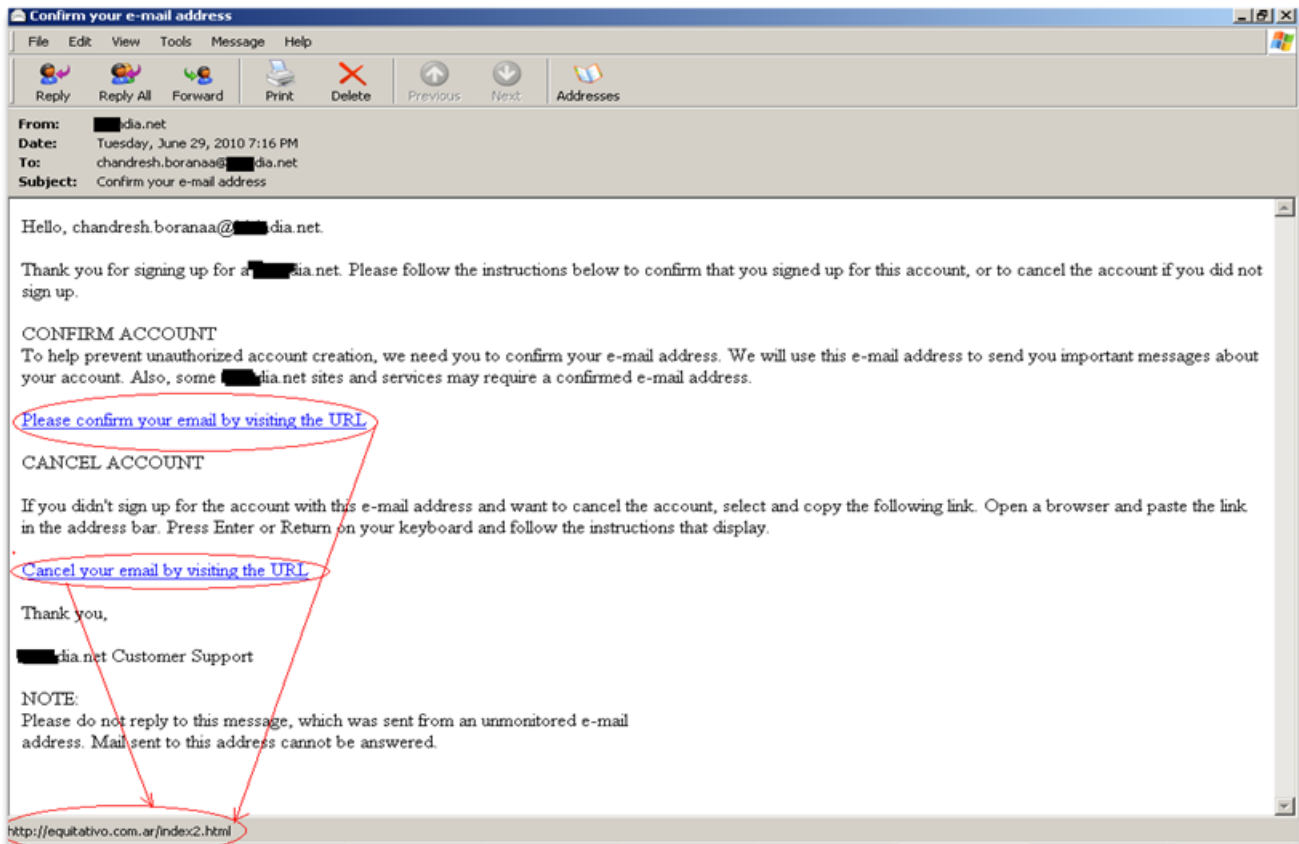 Confirm your e-mail address
File Edit View Tools Message Help
Reply Reply All Forward Print Delete Previous Next Addresses
From: dia.net
Date: Tuesday, June 29, 2010 7:16 PM
To: chandresh.boranaa@ dia.net
Subject: Confirm your e-mail address
Hello, chandresh.boranaa@ dia.net.
Thank you for signing up for a ia.net. Please follow the instructions below to confirm that you signed up for this account, or to cancel the account if you did not
sign up.
CONFIRM ACCOUNT
To help prevent unauthorized account creation, we need you to confirm your e-mail address. We will use this e-mail address to send you important messages about
your account. Also, some dia.net sites and services may require a confirmed e-mail address.
Please confirm your email by visiting the URL
CANCEL ACCOUNT
If you didn't sign up for the account with this e-mail address and want to cancel the account, select and copy the following link. Open a browser and paste the link
in the address bar. Press Enter or Return on your keyboard and follow the instructions that display.
Cancel your email by visiting the URL
Thank you,
dia.net Customer Support
NOTE:
Please do not reply to this message, which was sent from an unmonitored e-mail
address. Mail sent to this address cannot be answered.
http://equitativo.com.ar/index2.html